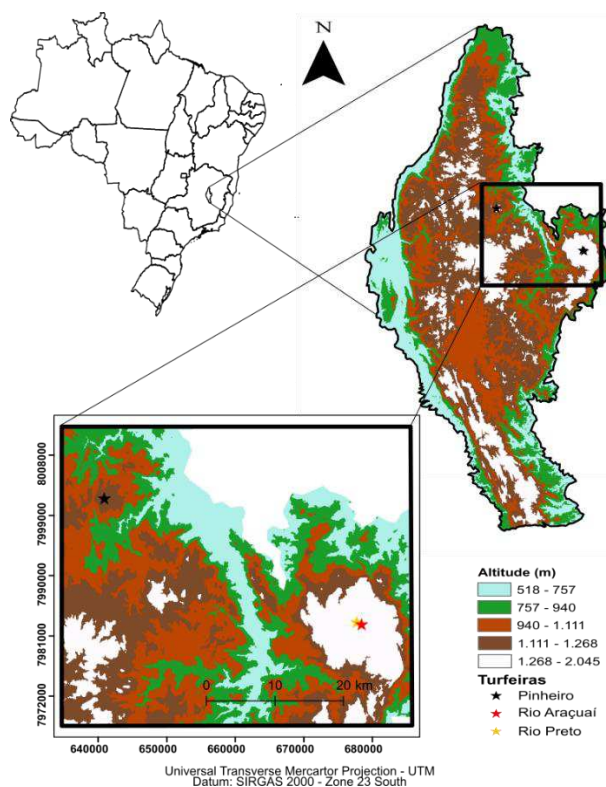 N
8008000
7999000
7990000
7981000
7972000
0 10 20 km
640000 650000 660000 670000 680000
Altitude (m)
518 - 757
757 - 940
940 - 1.111
1.111 - 1.268
1.268 - 2.045
Turfeiras
Pinheiro
Rio Araçuaí
Rio Preto
Universal Transverse Mercartor Projection - UTM
Datum: SIRGAS 2000 - Zone 23 South